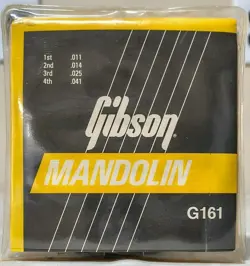 1st .011
2nd .014
3rd .025
4th .041
Gibson
MANDOLIN
G161